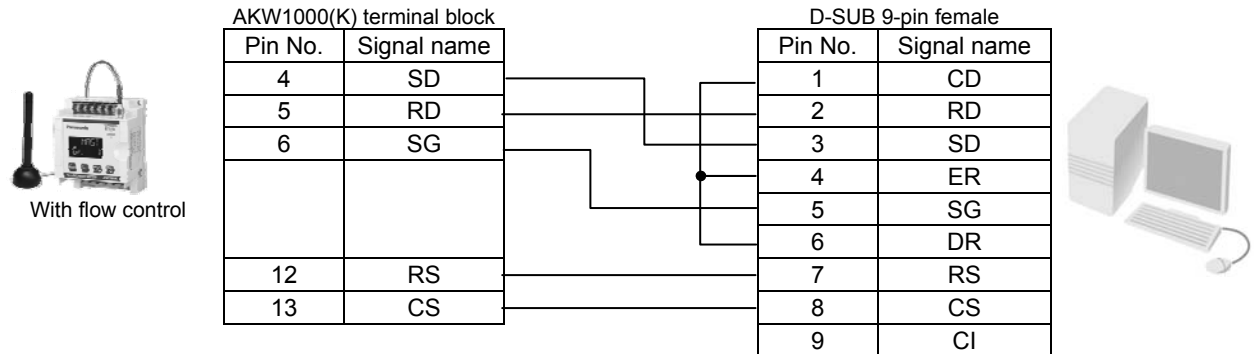 AKW1000(K) terminal block
Pin No. Signal name
4 SD
5 RD
6 SG
12 RS
13 CS
With flow control
D-SUB 9-pin female
Pin No. Signal name
1 CD
2 RD
3 SD
4 ER
5 SG
6 DR
7 RS
8 CS
9 CI